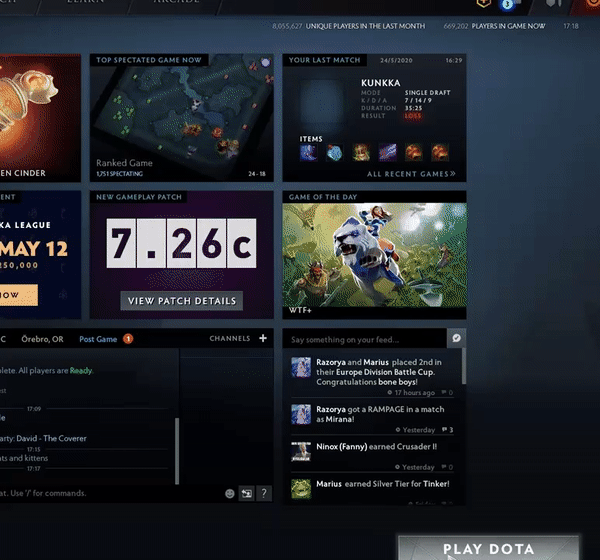 LEARN
ARCADE
8,055,627 UNIQUE PLAYERS IN THE LAST MONTH 669,202 PLAYERS IN GAME NOW 17:18
TOP SPECTATED GAME NOW
Ranked Game
1,751 SPECTATING
24 - 18
YOUR LAST MATCH 24/5/2020 16:29
KUNKKA
MODE SINGLE DRAFT
K / D / A 7 / 14 / 9
DURATION 35:25
RESULT LOSS
ITEMS
ALL RECENT GAMES
EN CINDER
ENT
KA LEAGUE
MAY 12
250,000
NOW
NEW GAMEPLAY PATCH
7.26c
VIEW PATCH DETAILS
GAME OF THE DAY
WTF+
C Örebro, OR Post Game 1
CHANNELS +
lete. All players are Ready.
est
17:09
le
arty: David - The Coverer
17:15
nts and kittens
17:17
at. Use '/' for commands.
?
Say something on your feed...
Razorya and Marius placed 2nd in
their Europe Division Battle Cup.
Congratulations bone boys!
17 hours ago 0
Razorya got a RAMPAGE in a match
as Mirana!
Yesterday 3
Ninox (Fanny) earned Crusader I!
Yesterday 0
Marius earned Silver Tier for Tinker!
PLAY DOTA